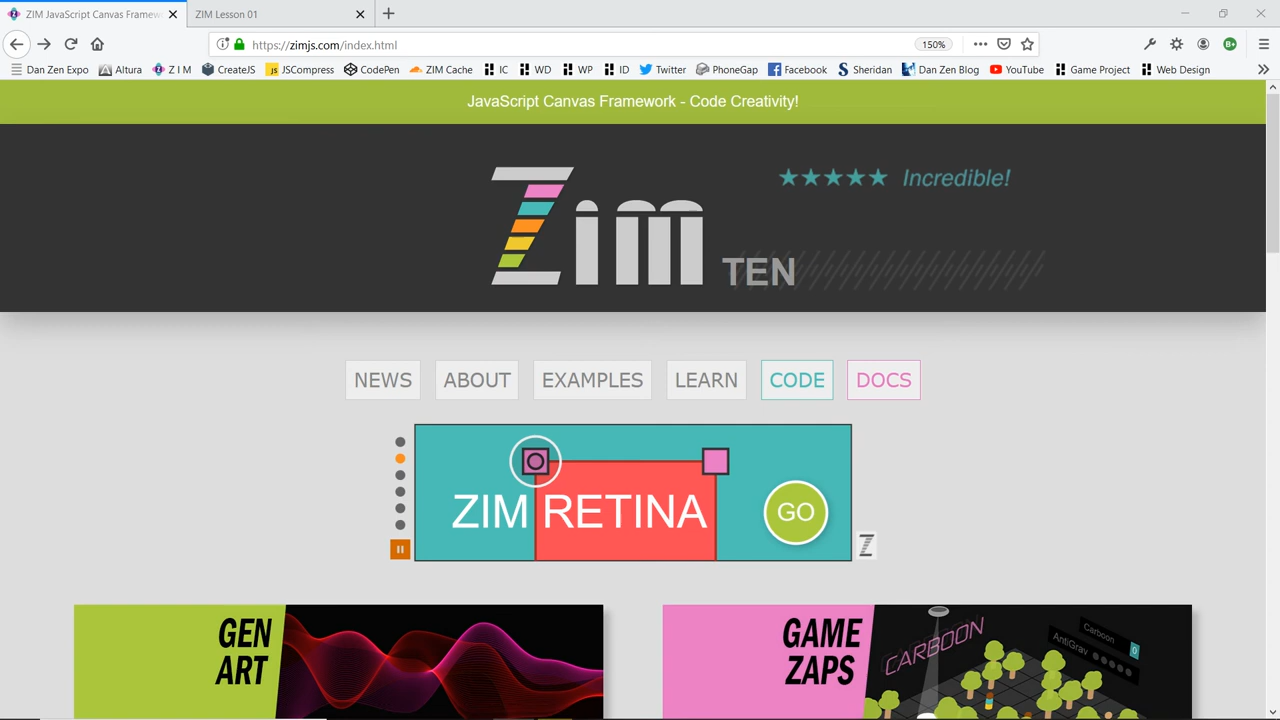 ZIM JavaScript Canvas Framew
ZIM Lesson 01
https://zimjs.com/index.html
150%
Dan Zen Expo
Altura
Z I M
CreateJS
JSCompress
CodePen
ZIM Cache
IC
WD
WP
ID
Twitter
PhoneGap
Facebook
Sheridan
Dan Zen Blog
YouTube
Game Project
Web Design
JavaScript Canvas Framework - Code Creativity!
Zim
TEN
★★★★★ Incredible!
NEWS
ABOUT
EXAMPLES
LEARN
CODE
DOCS
ZIM RETINA
GO
Z
GEN
ART
GAME
ZAPS
CARBOON
Carboon
0
AntiGrav